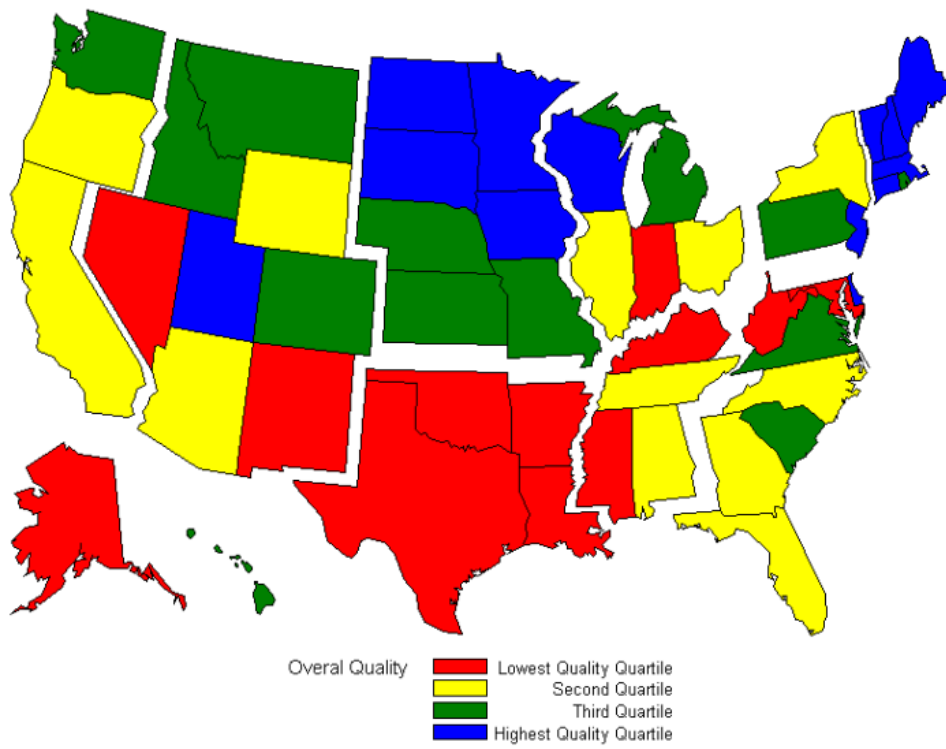 Overal Quality
Lowest Quality Quartile
Second Quartile
Third Quartile
Highest Quality Quartile